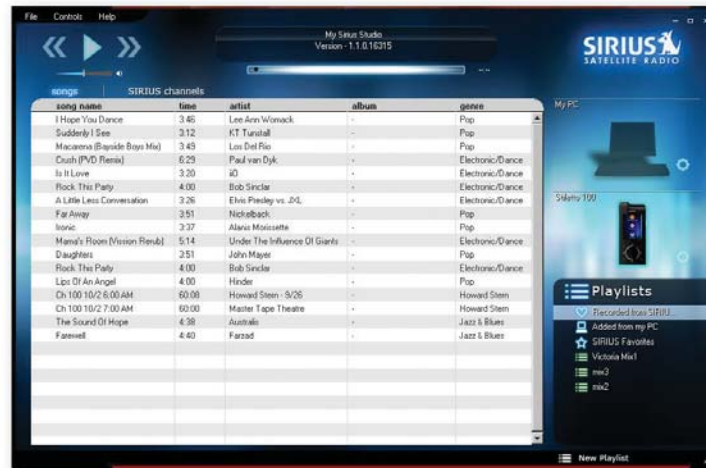 File Controls Help
My Sirius Studio
Version - 1.1.0.16315
SIRIUS
SATELLITE RADIO
songs SIRIUS channels
song name time artist album genre
I Hope You Dance 3:46 Lee Ann Womack - Pop
Suddenly I See 3:12 KT Tunstall - Pop
Macarena (Bayside Boys Mix) 3:49 Los Del Rio - Pop
Crush (PVD Remix) 6:29 Paul van Dyk - Electronic/Dance
Is It Love 3:20 iiO - Electronic/Dance
Rock This Party 4:00 Bob Sinclar - Electronic/Dance
A Little Less Conversation 3:26 Elvis Presley vs. JXL - Electronic/Dance
Far Away 3:51 Nickelback - Pop
Ironic 3:37 Alanis Morissette - Pop
Mama's Room (Vission Rerub) 5:14 Under The Influence Of Giants - Electronic/Dance
Daughters 3:51 John Mayer - Pop
Rock This Party 4:00 Bob Sinclar - Electronic/Dance
Lips Of An Angel 4:00 Hinder - Pop
Ch 100 10/2 6:00 AM 60:08 Howard Stern - 9/26 - Howard Stern
Ch 100 10/2 7:00 AM 60:00 Master Tape Theatre - Howard Stern
The Sound Of Hope 4:38 Australis - Jazz & Blues
Farewell 4:40 Farzad - Jazz & Blues
My PC
Stiletto 100
Playlists
Recorded from SIRIU...
Added from my PC
SIRIUS Favorites
Victoria Mix1
mix3
mix2
New Playlist